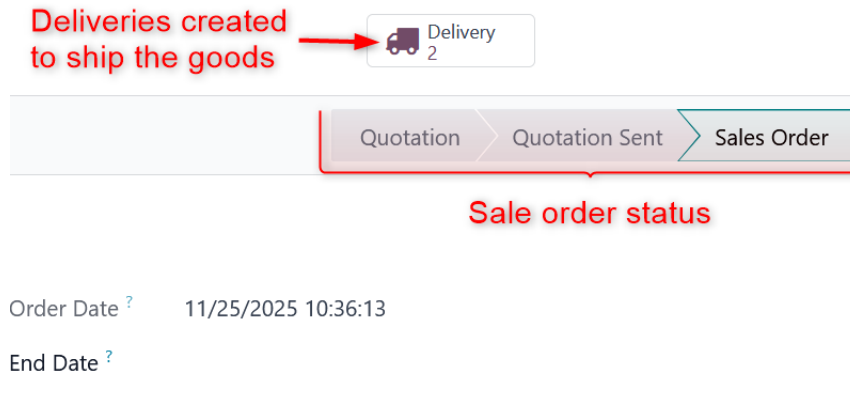 Deliveries created
to ship the goods
Delivery
2
Quotation
Quotation Sent
Sales Order
Sale order status
Order Date ?
11/25/2025 10:36:13
End Date ?